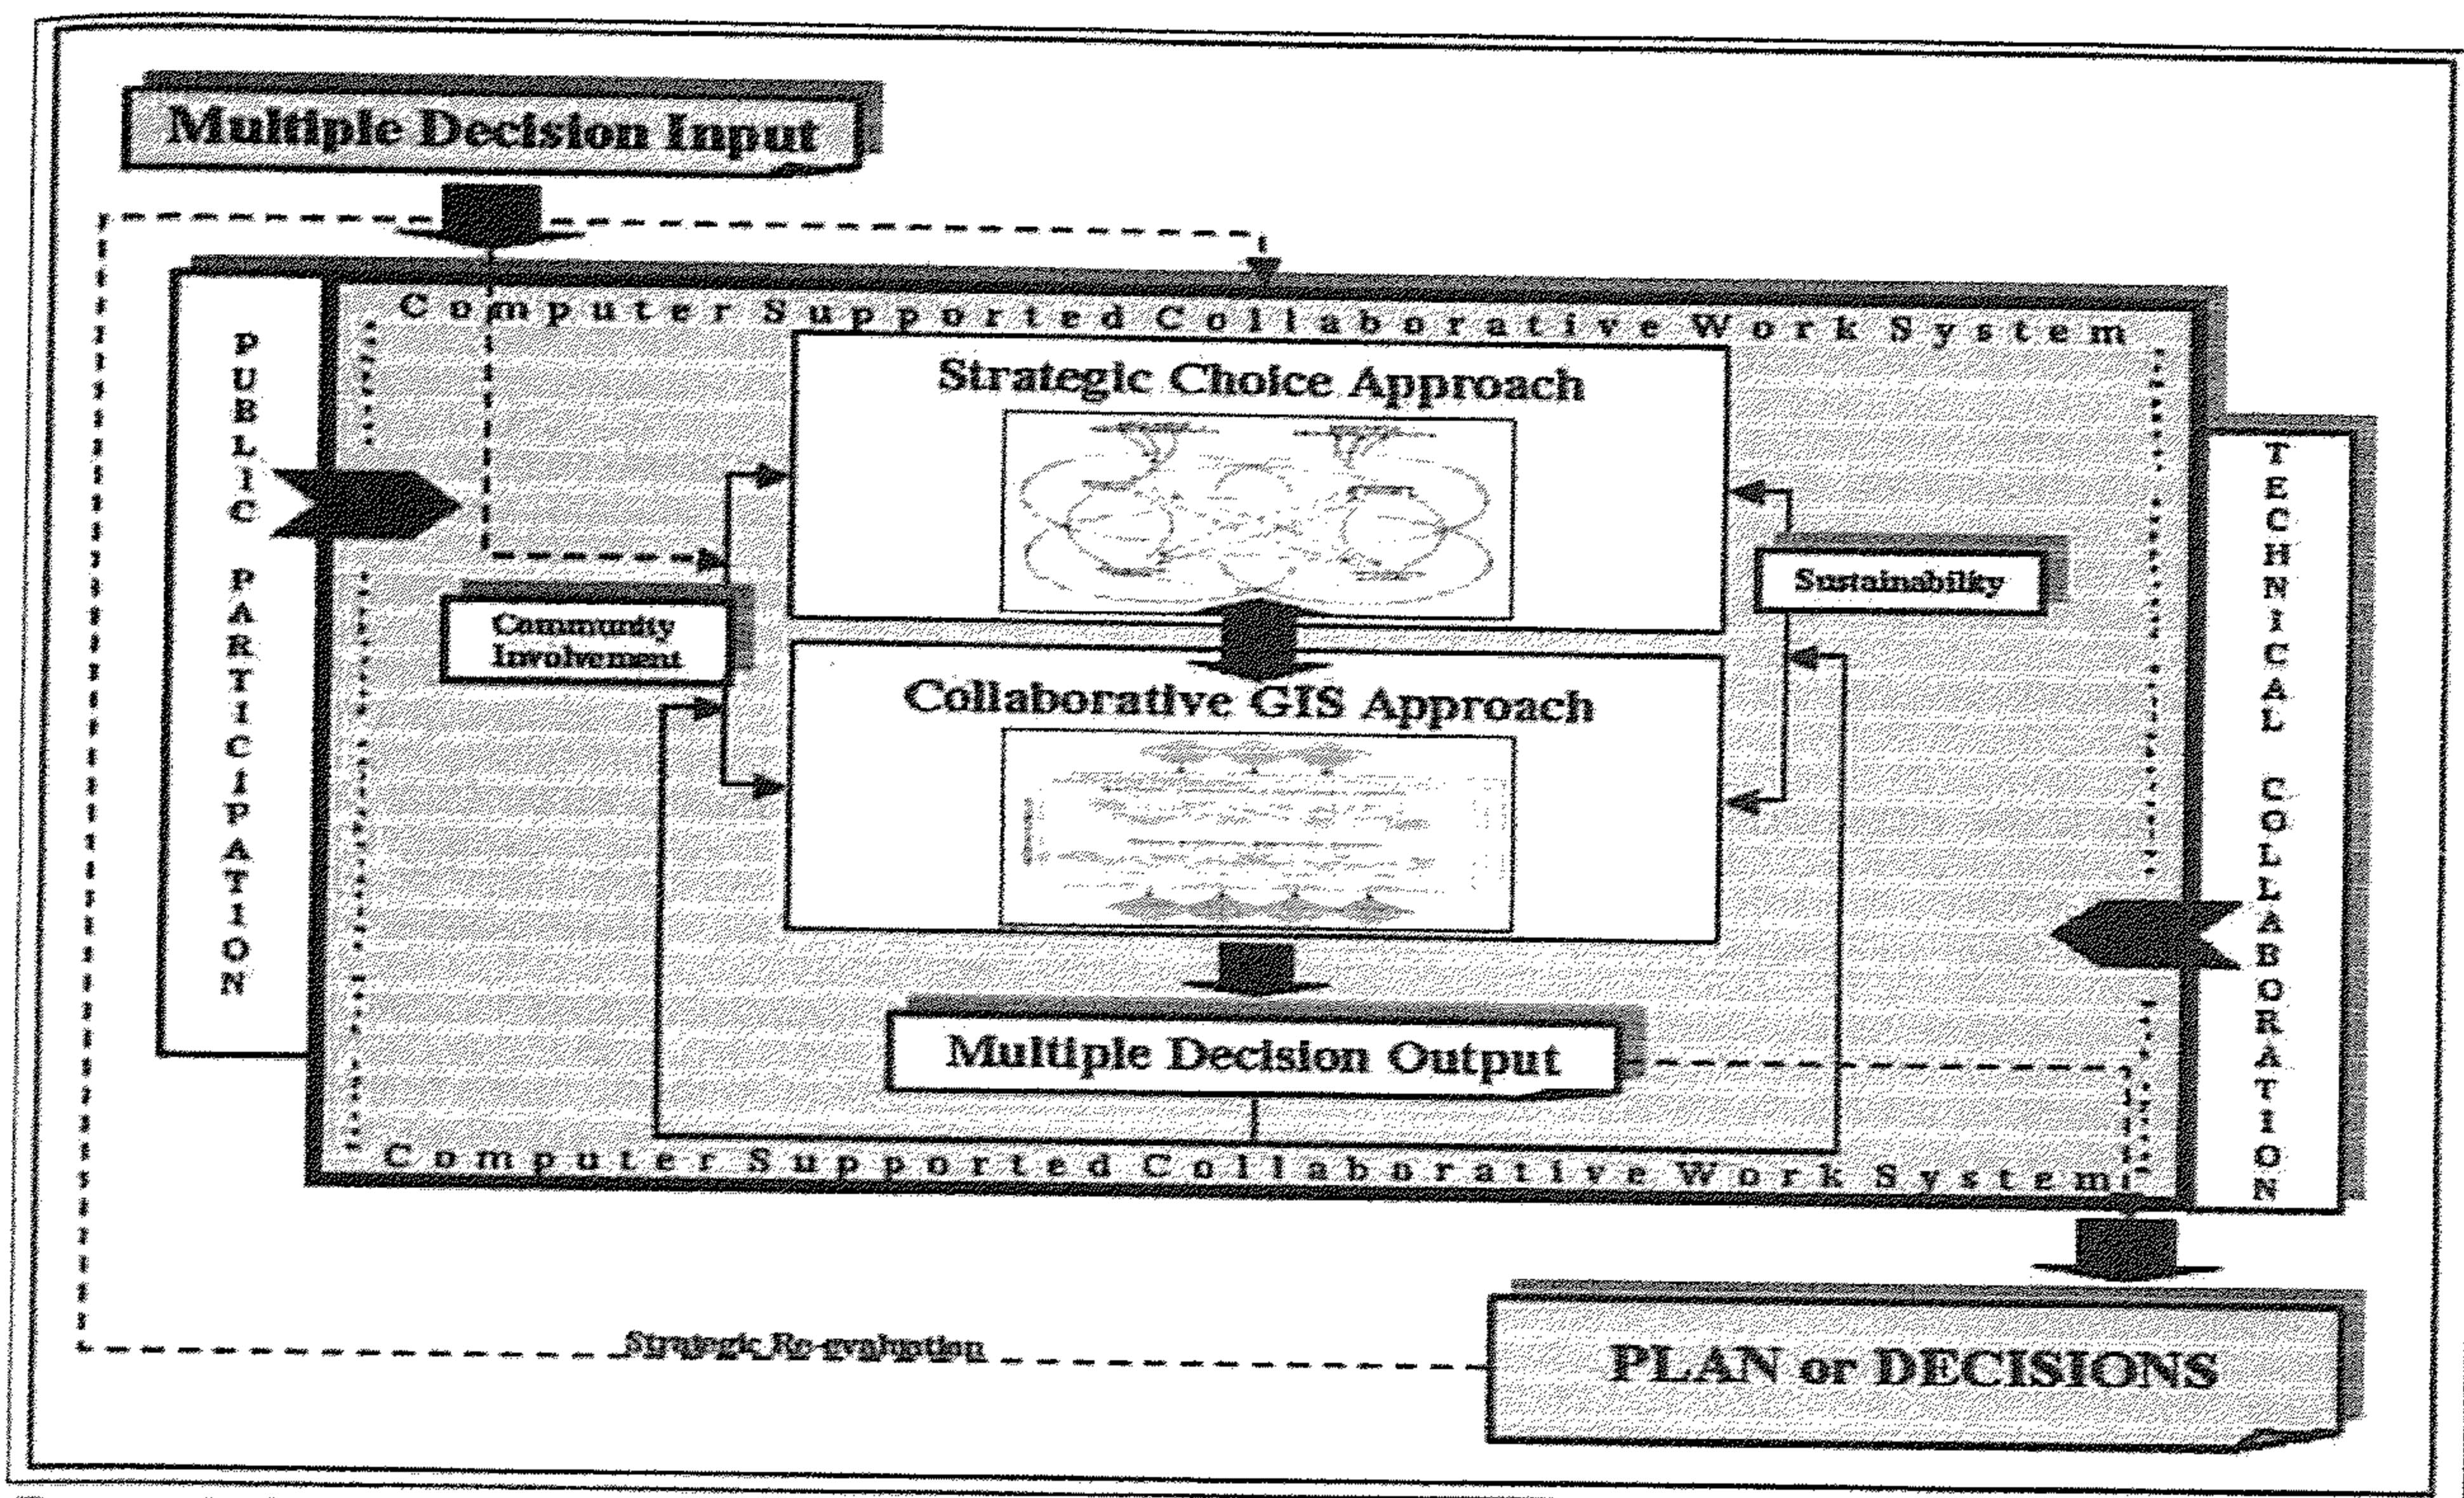 Multiple Decision Input
Computer Supported Collaborative Work System
PUBLIC PARTICIPATION
Strategic Choice Approach
TECHNICAL COLLABORATION
Sustainability
Community
Involvement
Collaborative GIS Approach
Multiple Decision Output
Computer Supported Collaborative Work System
Strategic Re-evaluation
PLAN or DECISIONS